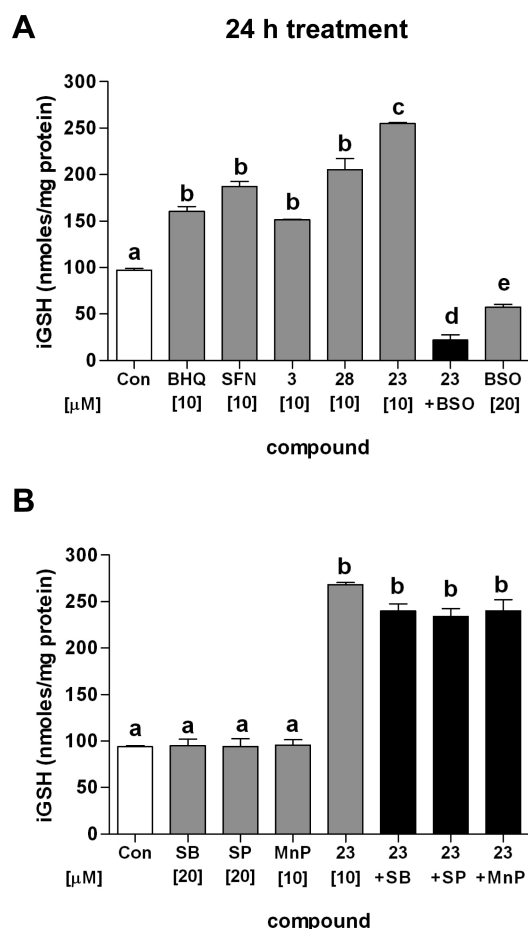 A
24 h treatment
iGSH (nmoles/mg protein)
300
250
200
150
100
50
0
a
b
b
b
b
c
d
e
Con BHQ SFN 3 28 23 23 BSO
[μM] [10] [10] [10] [10] [10] +BSO [20]
compound
B
iGSH (nmoles/mg protein)
300
250
200
150
100
50
0
a
a
a
a
b
b
b
b
Con SB SP MnP 23 23 23 23
[μM] [20] [20] [10] [10] +SB +SP +MnP
compound